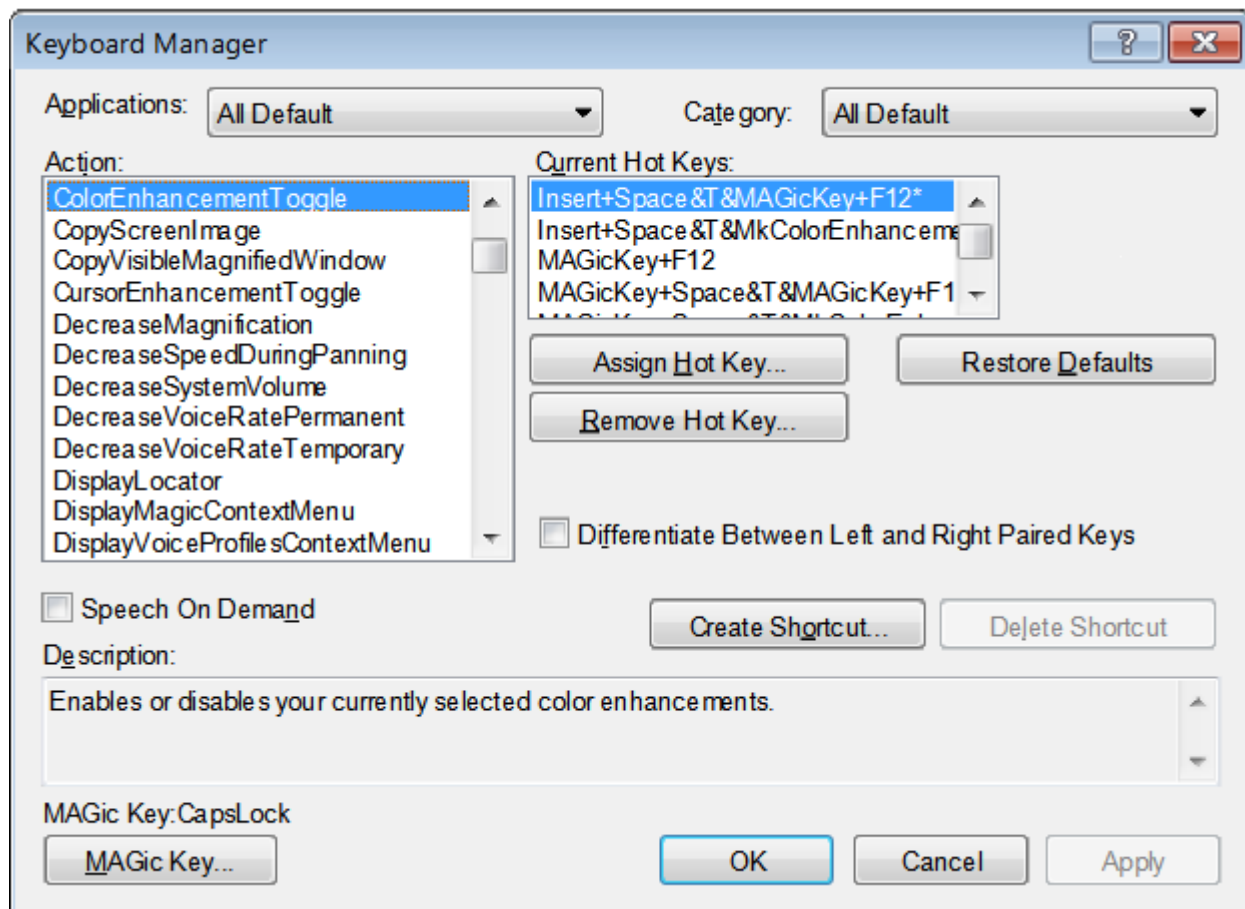 Keyboard Manager
Applications: All Default Category: All Default
Action:
ColorEnhancementToggle
CopyScreenImage
CopyVisibleMagnifiedWindow
CursorEnhancementToggle
DecreaseMagnification
DecreaseSpeedDuringPanning
DecreaseSystemVolume
DecreaseVoiceRatePermanent
DecreaseVoiceRateTemporary
DisplayLocator
DisplayMagicContextMenu
DisplayVoiceProfilesContextMenu
Current Hot Keys:
Insert+Space&T&MAGicKey+F12*
Insert+Space&T&MkColorEnhanceme
MAGicKey+F12
MAGicKey+Space&T&MAGicKey+F1
Assign Hot Key... Restore Defaults
Remove Hot Key...
Differentiate Between Left and Right Paired Keys
Speech On Demand
Create Shortcut... Delete Shortcut
Description:
Enables or disables your currently selected color enhancements.
MAGic Key:CapsLock
MAGic Key... OK Cancel Apply